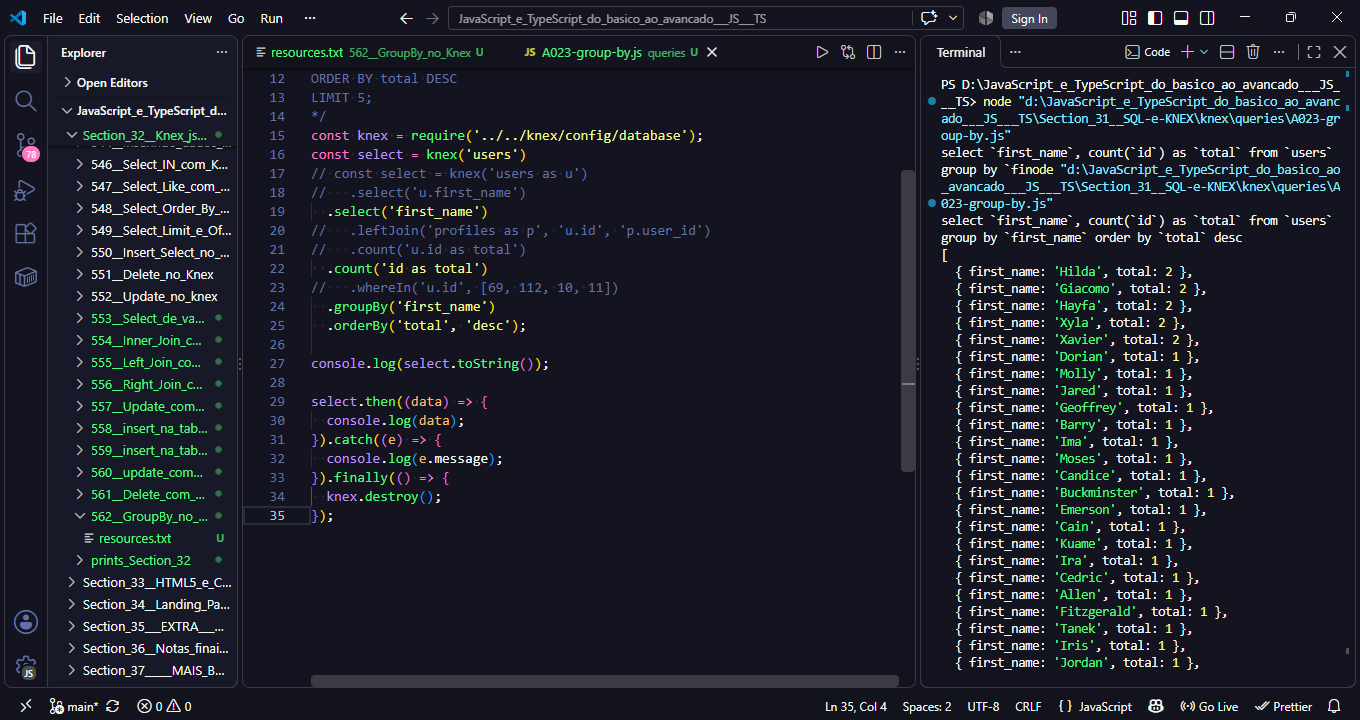 File Edit Selection View Go Run ··· JavaScript_e_TypeScript_do_basico_ao_avancado___JS__TS Sign In
Explorer ···
Open Editors
JavaScript_e_TypeScript_d...
Section_32__Knex_js...
546__Select_IN_com_K...
547__Select_Like_com_...
548__Select_Order_By_...
549__Select_Limit_e_Of...
550__Insert_Select_no_...
551__Delete_no_Knex
552__Update_no_knex
553__Select_de_va...
554__Inner_Join_c...
555__Left_Join_co...
556__Right_Join_c...
557__Update_com...
558__insert_na_tab...
559__insert_na_tab...
560__update_com...
561__Delete_com_...
562__GroupBy_no_...
resources.txt U
prints_Section_32
Section_33__HTML5_e_C...
Section_34__Landing_Pa...
Section_35___EXTRA___...
Section_36__Notas_finai...
Section_37_____MAIS_B...
78
JS
resources.txt 562__GroupBy_no_Knex U
JS A023-group-by.js queries U
12 ORDER BY total DESC
13 LIMIT 5;
14 */
15 const knex = require('../../knex/config/database');
16 const select = knex('users')
17 // const select = knex('users as u')
18 //   .select('u.first_name')
19   .select('first_name')
20 //   .leftJoin('profiles as p', 'u.id', 'p.user_id')
21 //   .count('u.id as total')
22   .count('id as total')
23 //   .whereIn('u.id', [69, 112, 10, 11])
24   .groupBy('first_name')
25   .orderBy('total', 'desc');
26
27 console.log(select.toString());
28
29 select.then((data) => {
30   console.log(data);
31 }).catch((e) => {
32   console.log(e.message);
33 }).finally(() => {
34   knex.destroy();
35 });
Terminal ··· Code ···
PS D:\JavaScript_e_TypeScript_do_basico_ao_avancado___JS_
__TS> node "d:\JavaScript_e_TypeScript_do_basico_ao_avanc
ado___JS___TS\Section_31__SQL-e-KNEX\knex\queries\A023-gr
oup-by.js"
select `first_name`, count(`id`) as `total` from `users`
group by `finode "d:\JavaScript_e_TypeScript_do_basico_ao
_avancado___JS___TS\Section_31__SQL-e-KNEX\knex\queries\A
023-group-by.js"
select `first_name`, count(`id`) as `total` from `users`
group by `first_name` order by `total` desc
[
  { first_name: 'Hilda', total: 2 },
  { first_name: 'Giacomo', total: 2 },
  { first_name: 'Hayfa', total: 2 },
  { first_name: 'Xyla', total: 2 },
  { first_name: 'Xavier', total: 2 },
  { first_name: 'Dorian', total: 1 },
  { first_name: 'Molly', total: 1 },
  { first_name: 'Jared', total: 1 },
  { first_name: 'Geoffrey', total: 1 },
  { first_name: 'Barry', total: 1 },
  { first_name: 'Ima', total: 1 },
  { first_name: 'Moses', total: 1 },
  { first_name: 'Candice', total: 1 },
  { first_name: 'Buckminster', total: 1 },
  { first_name: 'Emerson', total: 1 },
  { first_name: 'Cain', total: 1 },
  { first_name: 'Kuame', total: 1 },
  { first_name: 'Ira', total: 1 },
  { first_name: 'Cedric', total: 1 },
  { first_name: 'Allen', total: 1 },
  { first_name: 'Fitzgerald', total: 1 },
  { first_name: 'Tanek', total: 1 },
  { first_name: 'Iris', total: 1 },
  { first_name: 'Jordan', total: 1 },
main* 0 0 Ln 35, Col 4 Spaces: 2 UTF-8 CRLF { } JavaScript Go Live Prettier